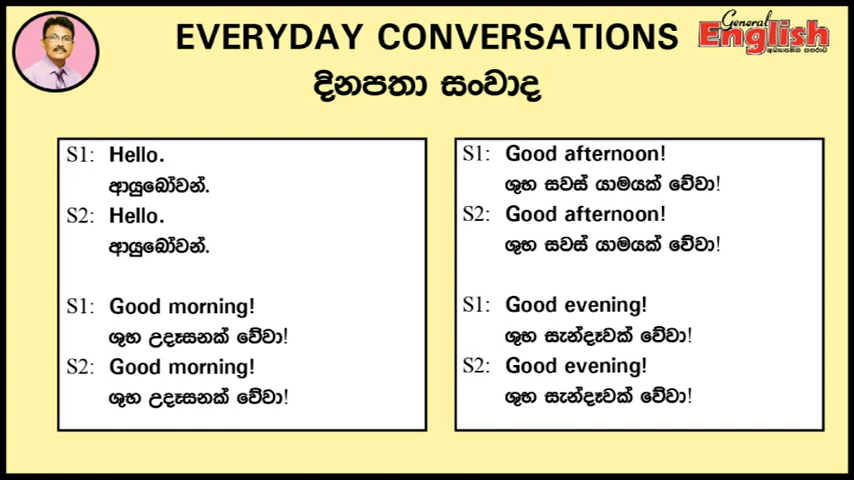 EVERYDAY CONVERSATIONS
General
English
දිනපතා සංවාද
S1: Hello.
ආයුබෝවන්.
S2: Hello.
ආයුබෝවන්.
S1: Good morning!
ශුභ උදෑසනක් වේවා!
S2: Good morning!
ශුභ උදෑසනක් වේවා!
S1: Good afternoon!
ශුභ සවස් යාමයක් වේවා!
S2: Good afternoon!
ශුභ සවස් යාමයක් වේවා!
S1: Good evening!
ශුභ සැන්දෑවක් වේවා!
S2: Good evening!
ශුභ සැන්දෑවක් වේවා!